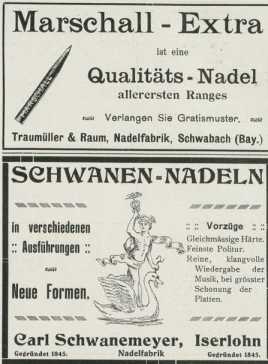 Marschall - Extra
ist eine
Qualitäts - Nadel
allerersten Ranges
Verlangen Sie Gratismuster.
Traumüller & Raum, Nadelfabrik, Schwabach (Bay.)
SCHWANEN-NADELN
in verschiedenen
:: Ausführungen ::
Neue Formen.
:: :: Vorzüge :: ::
Gleichmässige Härte.
Feinste Politur.
Reine, klangvolle
Wiedergabe der
Musik, bei grösster
Schonung der
Platten.
Carl Schwanemeyer, Iserlohn
Gegründet 1845. Nadelfabrik Gegründet 1845.